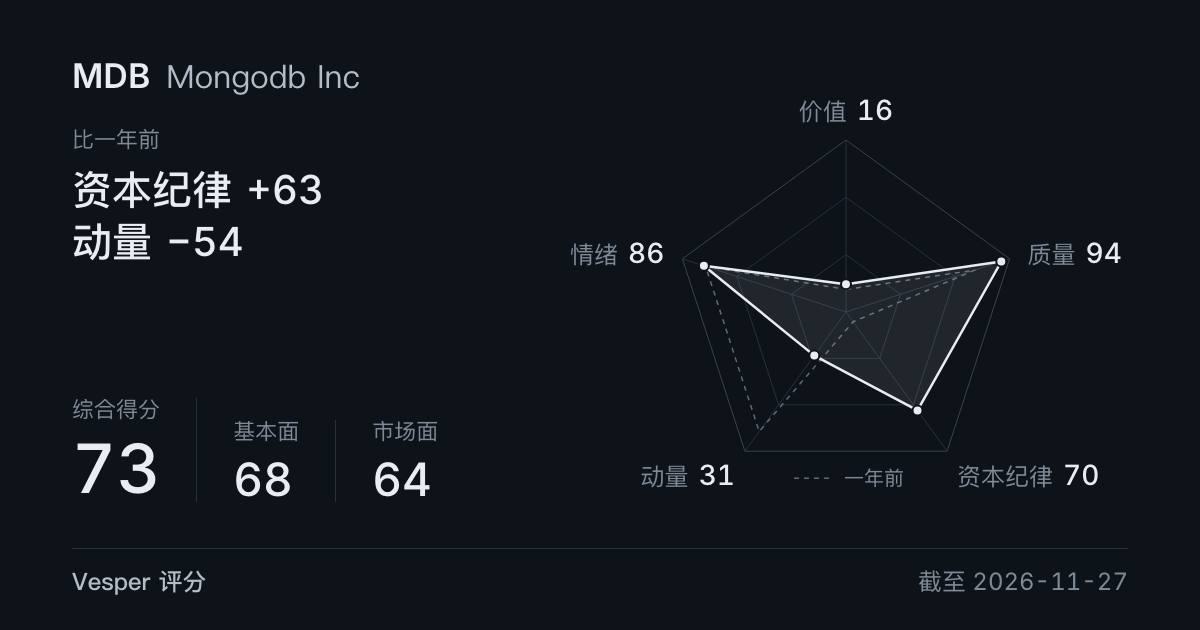 MDB Mongodb Inc
比一年前
资本纪律 +63
动量 −54
综合得分
73
基本面
68
市场面
64
价值 16
情绪 86
质量 94
动量 31
一年前
资本纪律 70
Vesper 评分
截至 2026-11-27